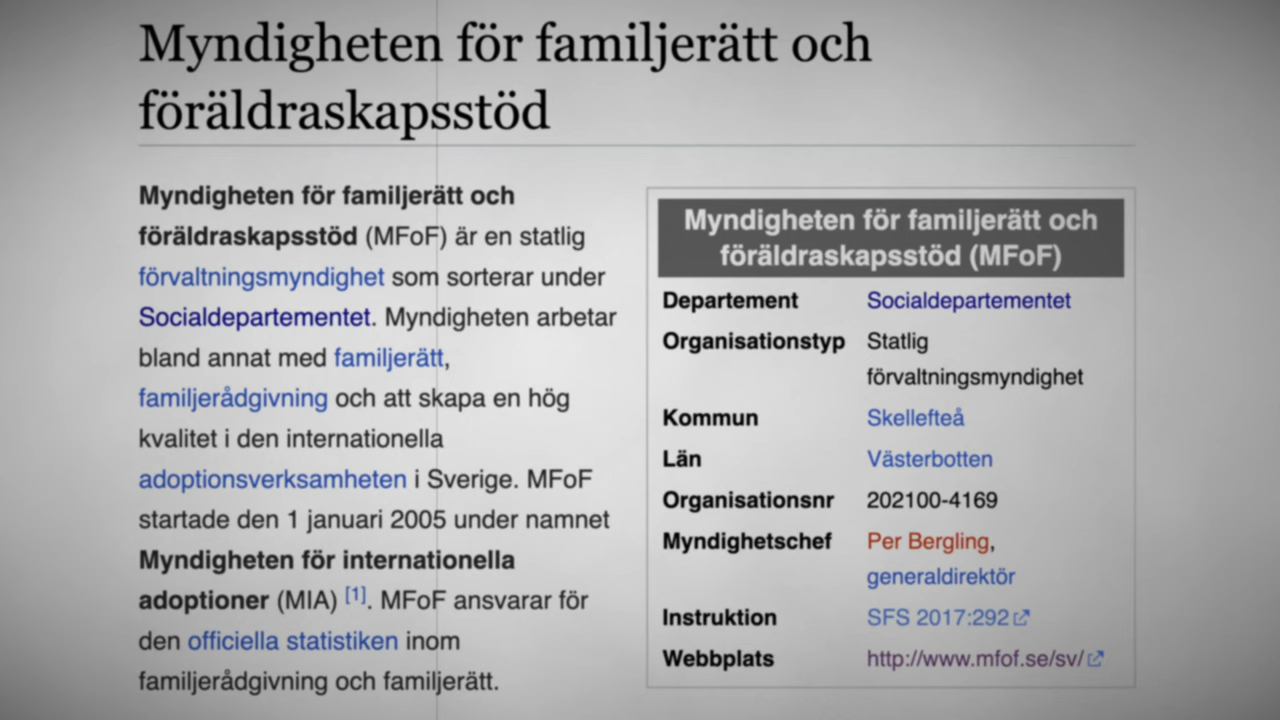 Myndigheten för familjerätt och
föräldraskapsstöd
Myndigheten för familjerätt och
föräldraskapsstöd (MFoF) är en statlig
förvaltningsmyndighet som sorterar under
Socialdepartementet. Myndigheten arbetar
bland annat med familjerätt,
familjerådgivning och att skapa en hög
kvalitet i den internationella
adoptionsverksamheten i Sverige. MFoF
startade den 1 januari 2005 under namnet
Myndigheten för internationella
adoptioner (MIA) [1]. MFoF ansvarar för
den officiella statistiken inom
familjerådgivning och familjerätt.
Myndigheten för familjerätt och
föräldraskapsstöd (MFoF)
Departement Socialdepartementet
Organisationstyp Statlig
förvaltningsmyndighet
Kommun Skellefteå
Län Västerbotten
Organisationsnr 202100-4169
Myndighetschef Per Bergling,
generaldirektör
Instruktion SFS 2017:292
Webbplats http://www.mfof.se/sv/